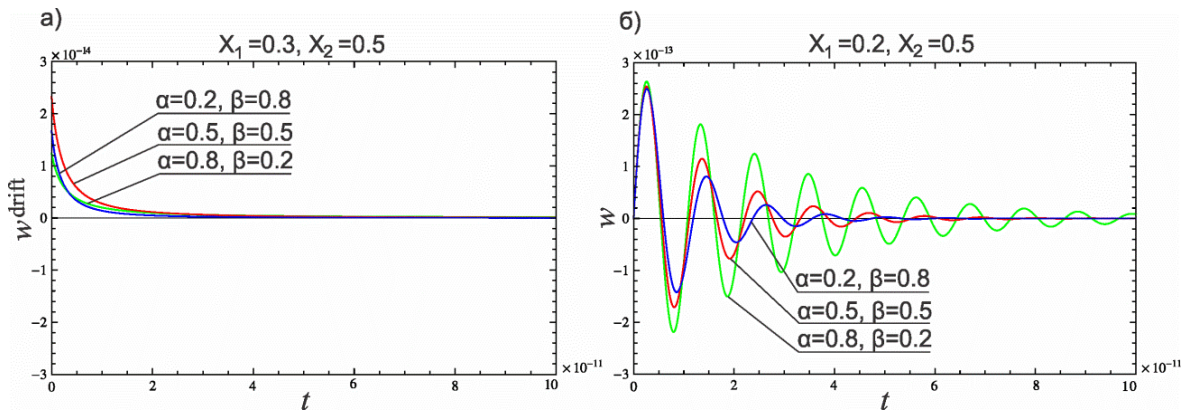 а)
X₁=0.3, X₂=0.5
×10⁻¹⁴
3
2
1
0
−1
−2
−3
w drift
α=0.2, β=0.8
α=0.5, β=0.5
α=0.8, β=0.2
0 2 4 6 8 10
×10⁻¹¹
t
б)
X₁=0.2, X₂=0.5
×10⁻¹³
3
2
1
0
−1
−2
−3
w
α=0.2, β=0.8
α=0.5, β=0.5
α=0.8, β=0.2
0 2 4 6 8 10
×10⁻¹¹
t